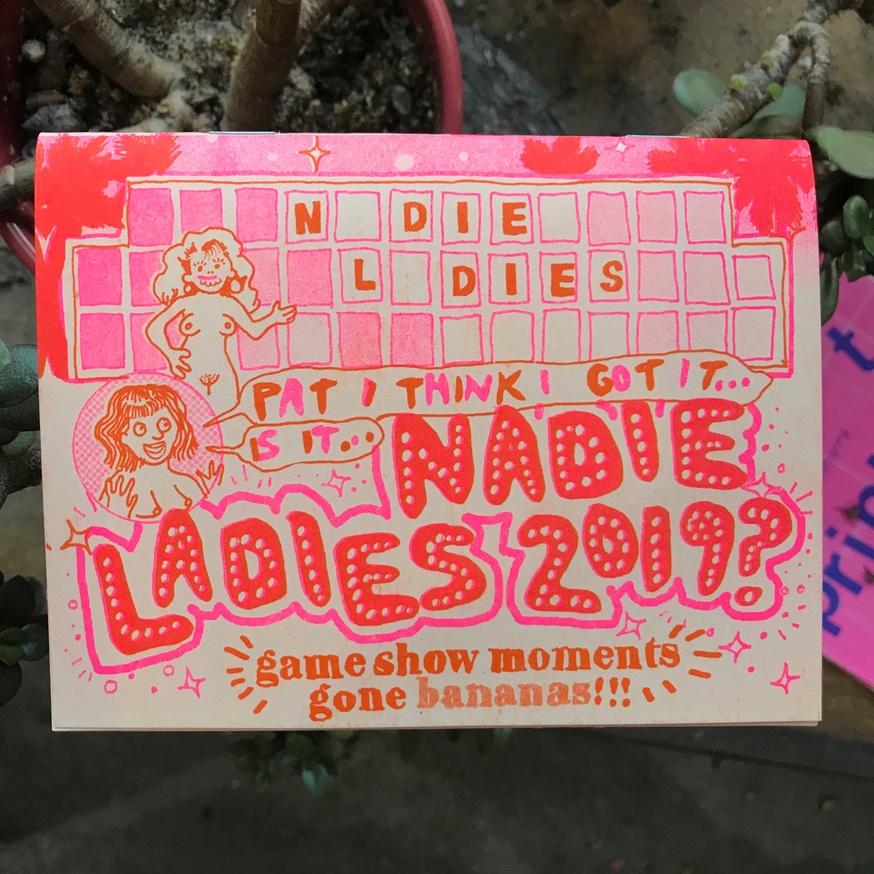 N DIE
L DIES
PAT I THINK I GOT IT...
IS IT...
NADIE
LADIES 2019?
game show moments
gone bananas!!!